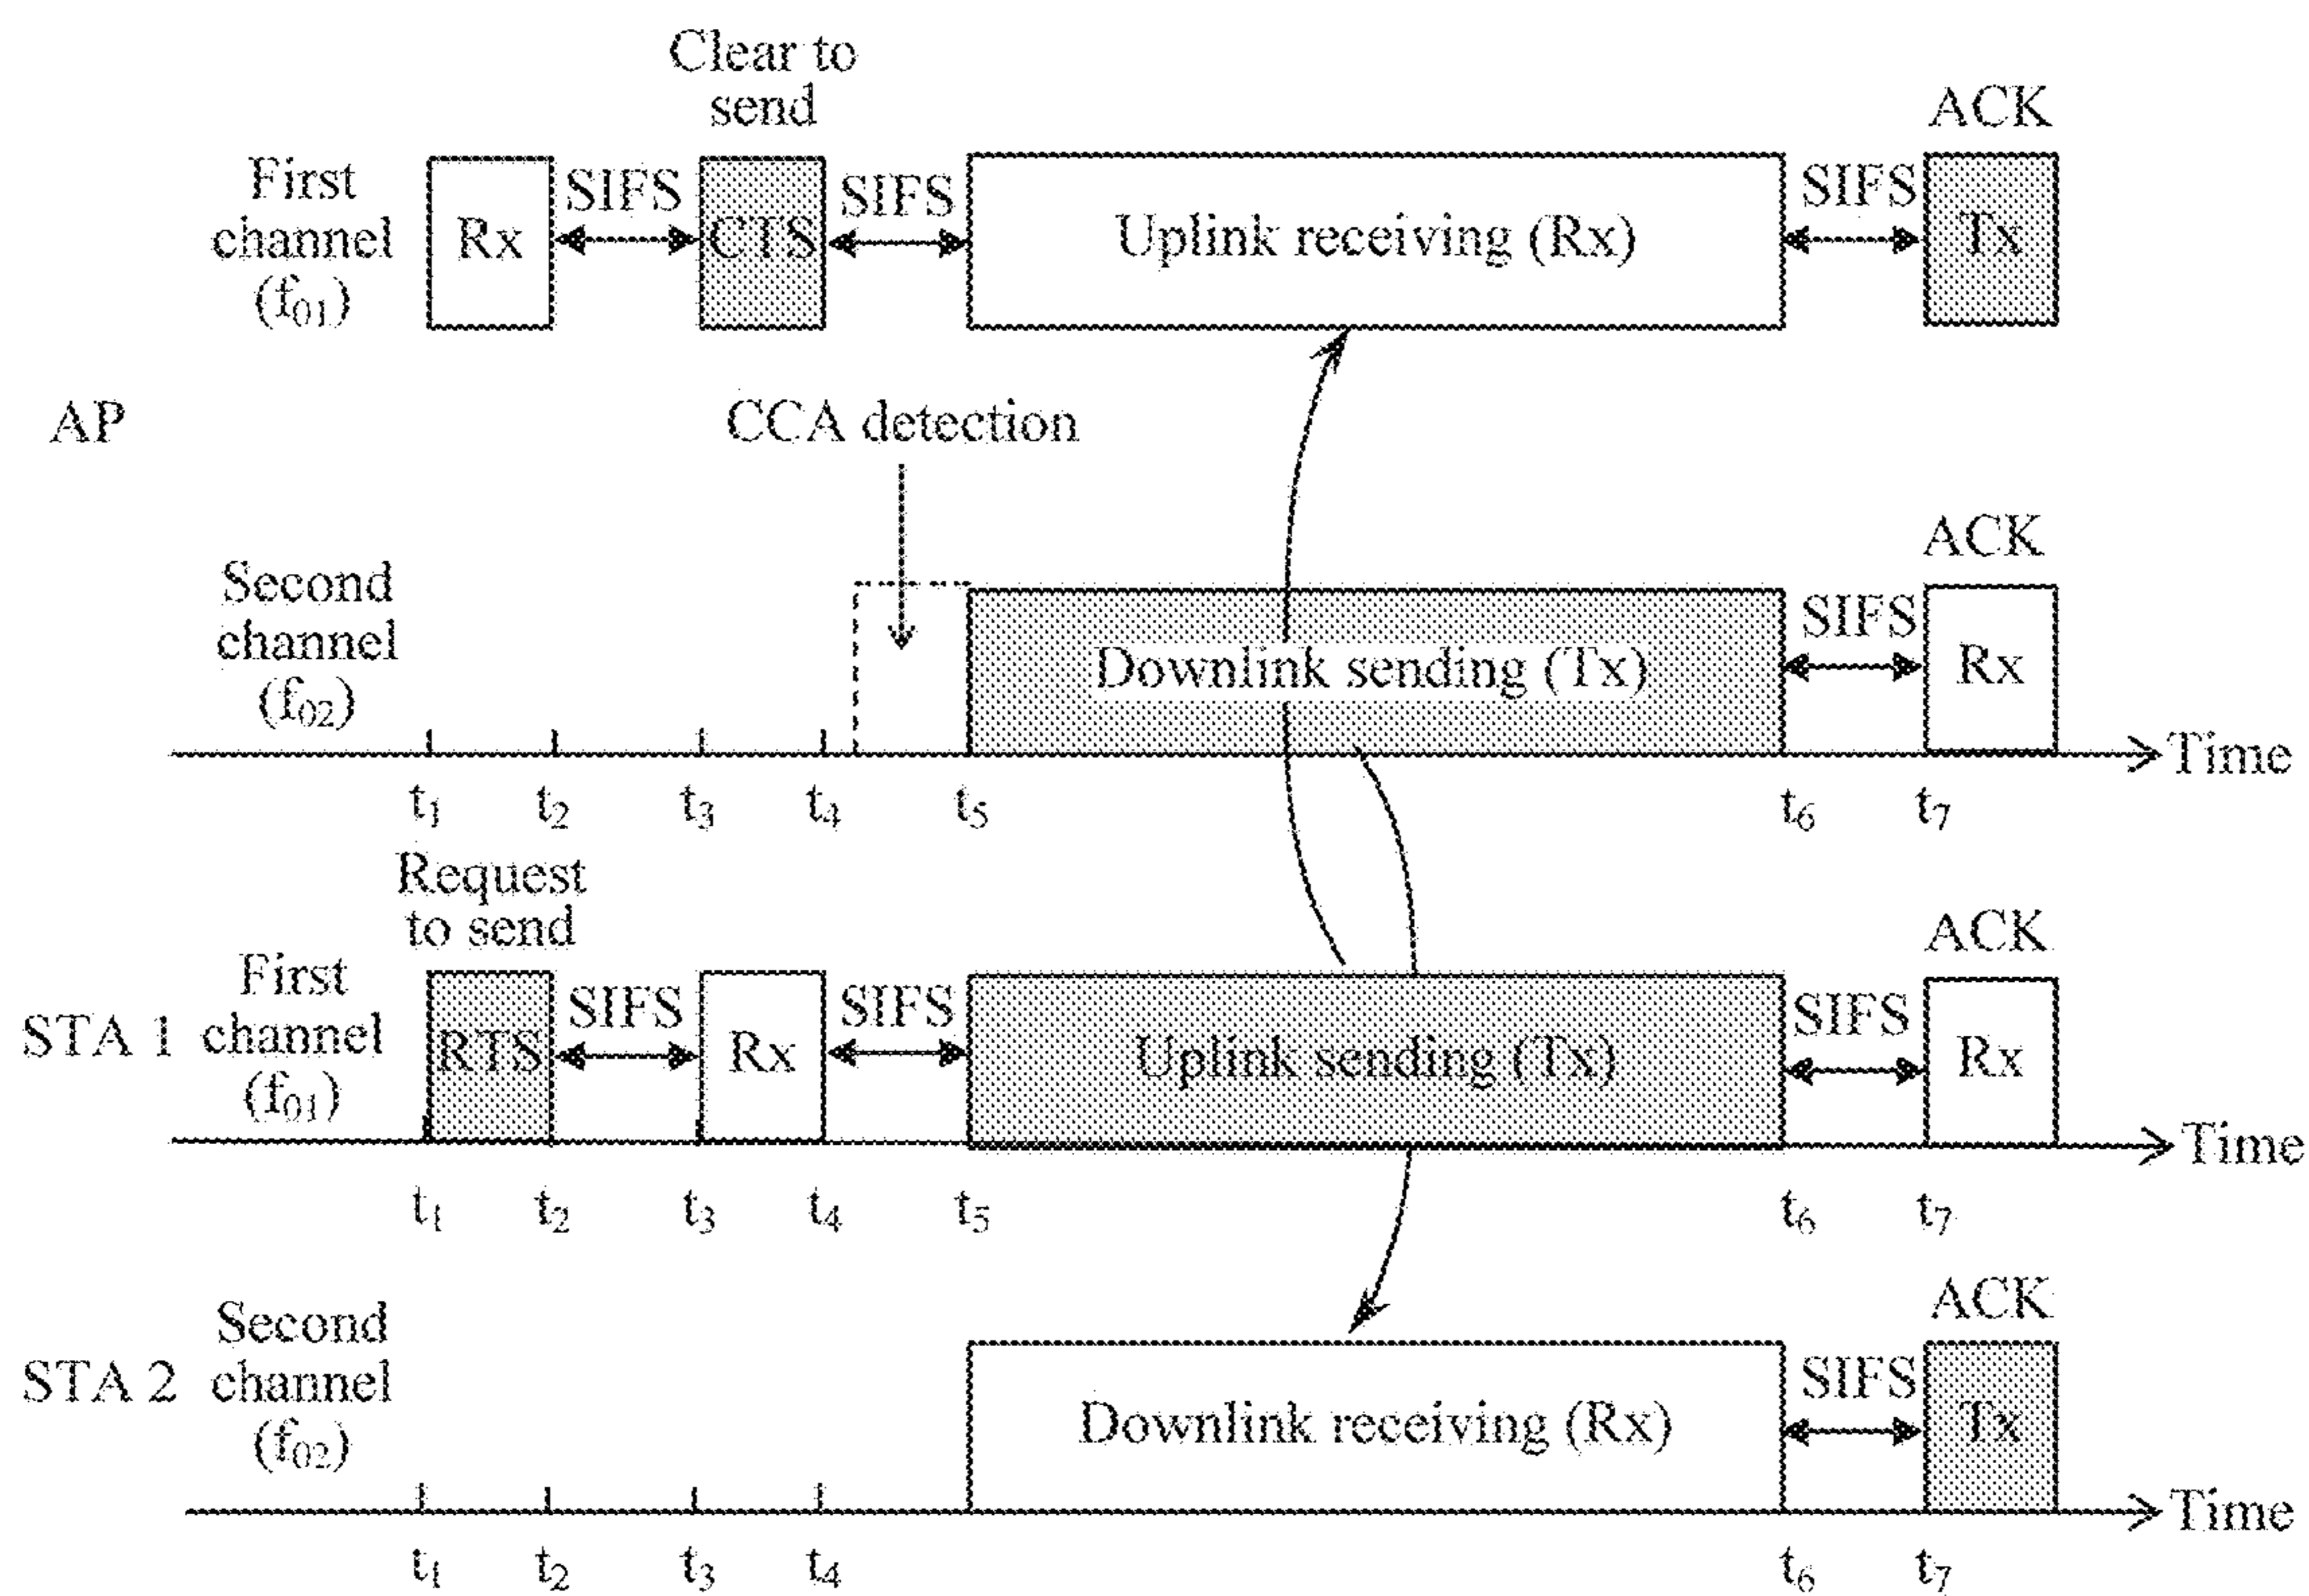 Clear to
send
ACK
First
channel
(f01)
Rx
SIFS
CTS
SIFS
Uplink receiving (Rx)
SIFS
Tx
AP
CCA detection
ACK
Second
channel
(f02)
Downlink sending (Tx)
SIFS
Rx
Time
t1 t2 t3 t4 t5 t6 t7
Request
to send
ACK
STA 1
First
channel
(f01)
RTS
SIFS
Rx
SIFS
Uplink sending (Tx)
SIFS
Rx
Time
t1 t2 t3 t4 t5 t6 t7
ACK
STA 2
Second
channel
(f02)
Downlink receiving (Rx)
SIFS
Tx
Time
t1 t2 t3 t4 t6 t7